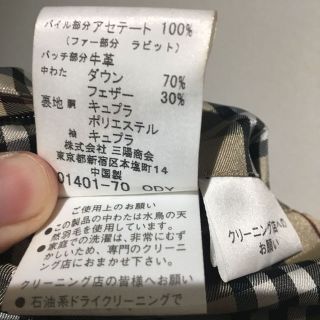 パイル部分 アセテート 100%
(ファー部分 ラビット)
パッチ部分 牛革
中わた ダウン 70%
フェザー 30%
裏地 胴 キュプラ
ポリエステル
袖 キュプラ
株式会社 三陽商会
東京都新宿区本塩町14
中国製
01401-70 ODY
ご使用上のお願い
●この製品の中わたは水鳥の天
然羽毛を使用しています。
●家庭での洗濯は、非常にむず
かしいため、専門のクリーニン
グ店におまかせ下さい。
クリーニング店の皆様へお願い
●石油系ドライクリーニングで
クリーニング店への
お願い